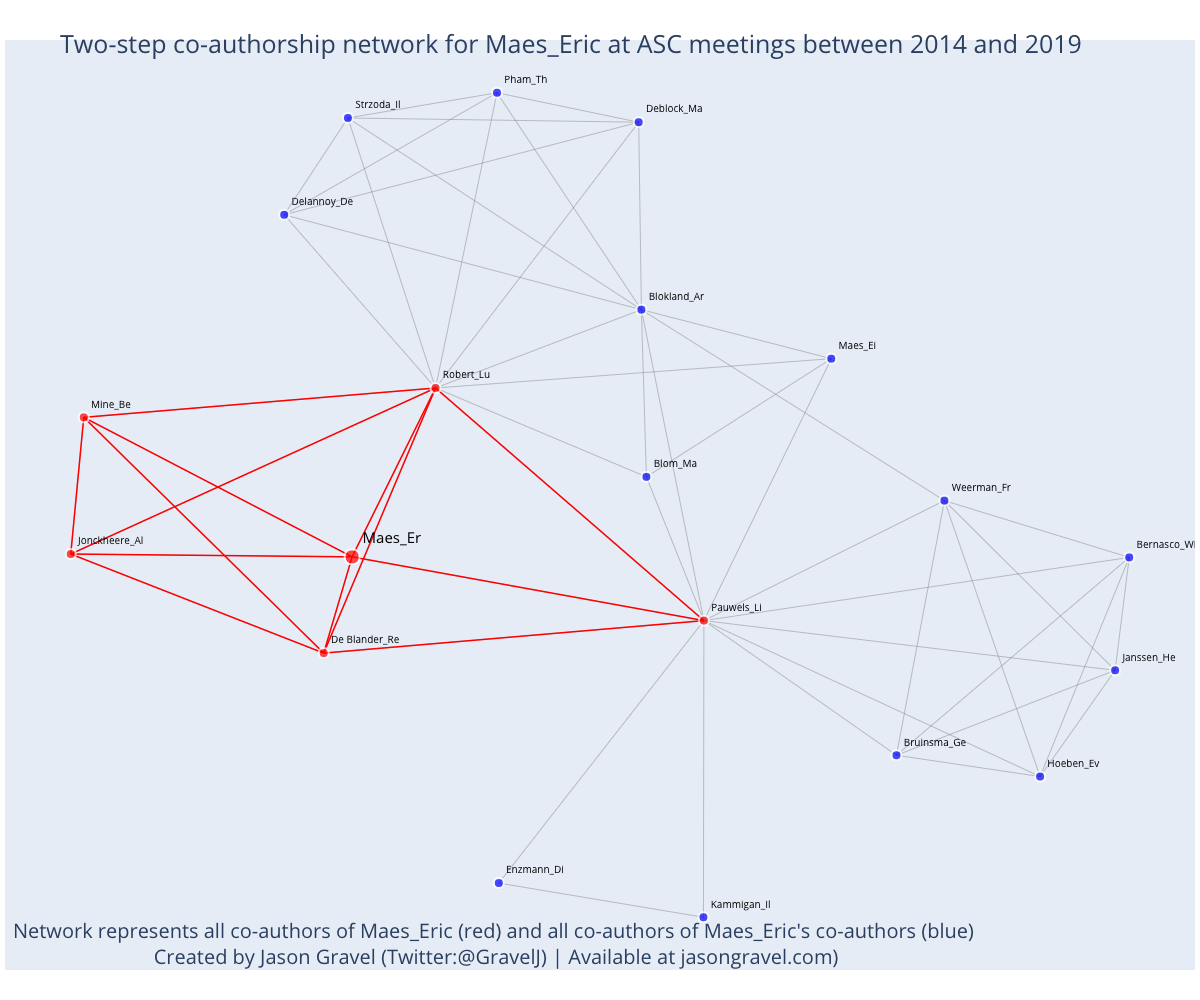 Two-step co-authorship network for Maes_Eric at ASC meetings between 2014 and 2019
Pham_Th
Strzoda_Il
Deblock_Ma
Delannoy_De
Blokland_Ar
Maes_Ei
Robert_Lu
Mine_Be
Blom_Ma
Weerman_Fr
Jonckheere_Al
Maes_Er
Bernasco_Wi
Pauwels_Li
De Blander_Re
Janssen_He
Bruinsma_Ge
Hoeben_Ev
Enzmann_Di
Kammigan_Il
Network represents all co-authors of Maes_Eric (red) and all co-authors of Maes_Eric's co-authors (blue)
Created by Jason Gravel (Twitter:@GravelJ) | Available at jasongravel.com)